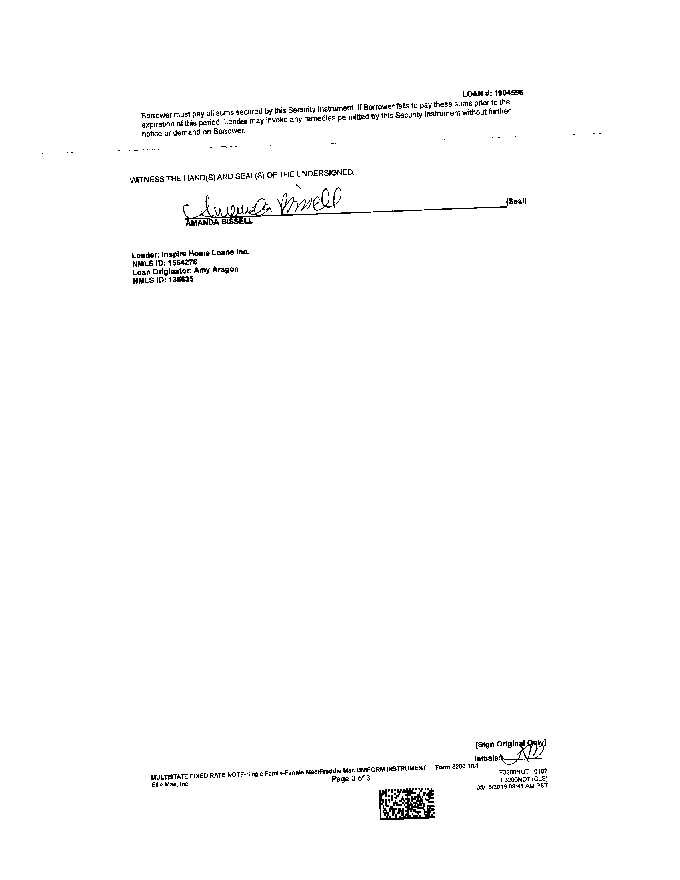 LOAN #: 1904596
Borrower must pay all sums secured by this Security Instrument. If Borrower fails to pay these sums prior to the
expiration of this period, Lender may invoke any remedies permitted by this Security Instrument without further
notice or demand on Borrower.
WITNESS THE HAND(S) AND SEAL(S) OF THE UNDERSIGNED.
(Seal)
AMANDA BISSELL
Lender: Inspire Home Loans Inc.
NMLS ID: 1564276
Loan Originator: Amy Aragon
NMLS ID:
[Sign Original Only]
Initials:
MULTISTATE FIXED RATE NOTE-Single Family-Fannie Mae/Freddie Mac UNIFORM INSTRUMENT Form 3200 1/01
Ellie Mae, Inc.
Page 3 of 3